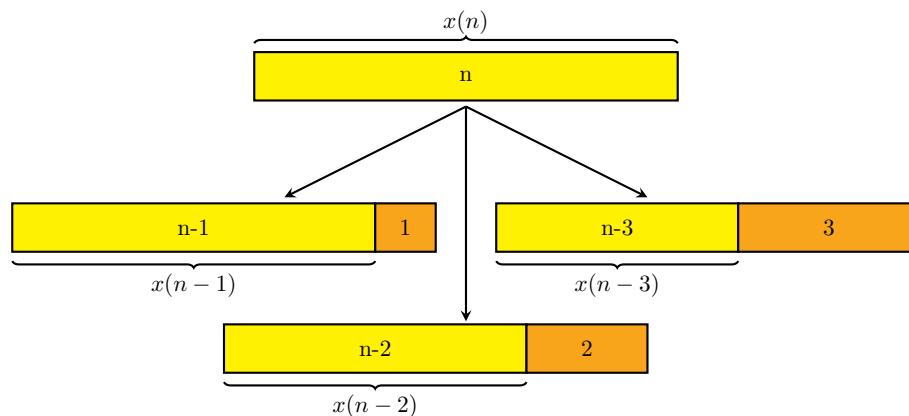 x(n)
n
n-1 1
n-3 3
x(n − 1)
x(n − 3)
n-2 2
x(n − 2)